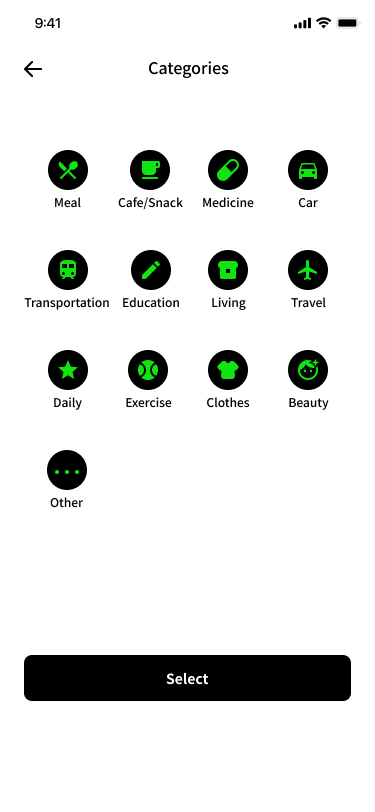 9:41
Categories
Meal
Cafe/Snack
Medicine
Car
Transportation
Education
Living
Travel
Daily
Exercise
Clothes
Beauty
Other
Select